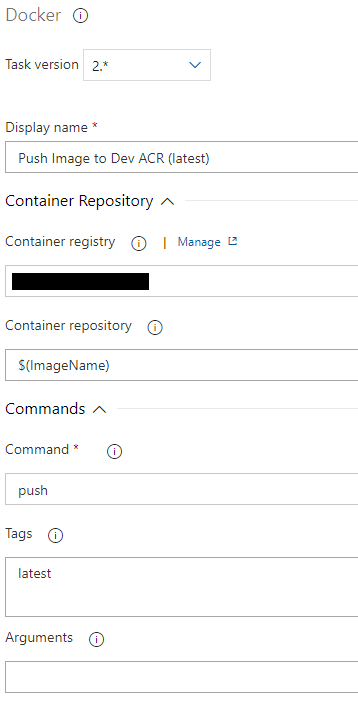 Docker
Task version 2.*
Display name *
Push Image to Dev ACR (latest)
Container Repository
Container registry | Manage
Container repository
$(ImageName)
Commands
Command *
push
Tags
latest
Arguments